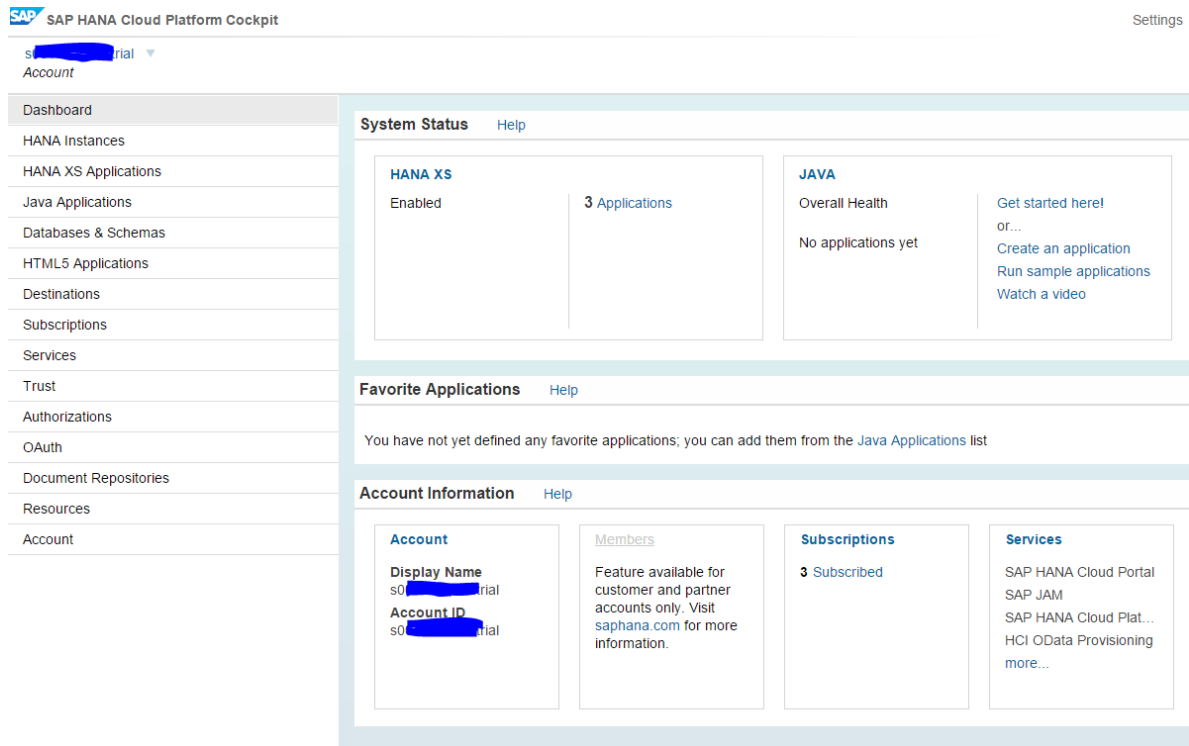 SAP SAP HANA Cloud Platform Cockpit
Settings
rial
Account
Dashboard
HANA Instances
HANA XS Applications
Java Applications
Databases & Schemas
HTML5 Applications
Destinations
Subscriptions
Services
Trust
Authorizations
OAuth
Document Repositories
Resources
Account
System Status Help
HANA XS
Enabled
3 Applications
JAVA
Overall Health
No applications yet
Get started here!
or...
Create an application
Run sample applications
Watch a video
Favorite Applications Help
You have not yet defined any favorite applications; you can add them from the Java Applications list
Account Information Help
Account
Display Name
s0 rial
Account ID
s0 rial
Members
Feature available for
customer and partner
accounts only. Visit
saphana.com for more
information.
Subscriptions
3 Subscribed
Services
SAP HANA Cloud Portal
SAP JAM
SAP HANA Cloud Plat...
HCI OData Provisioning
more...